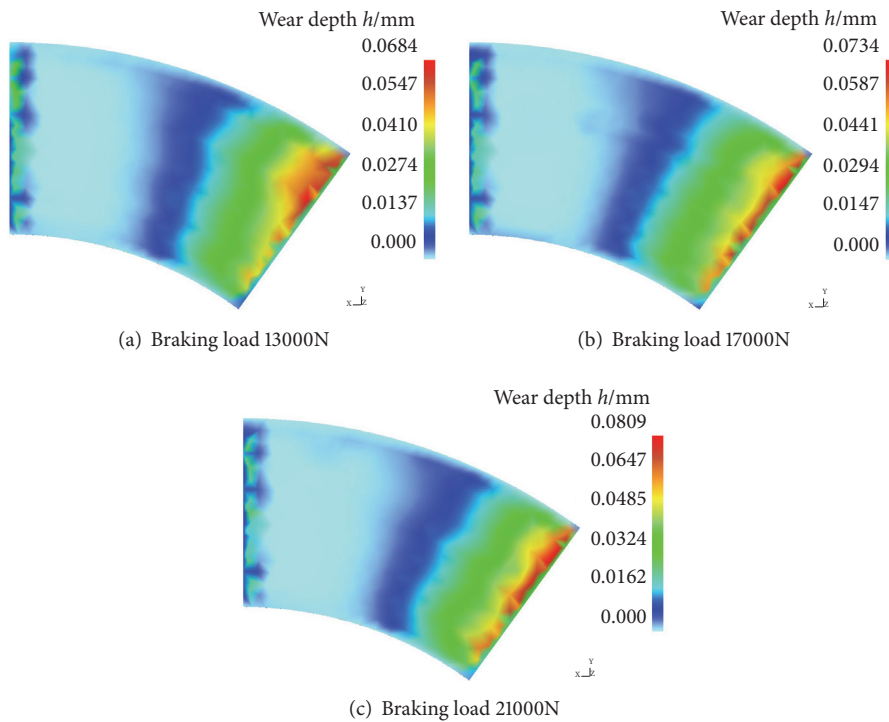 Wear depth h/mm
0.0684
0.0547
0.0410
0.0274
0.0137
0.000
Y
X Z
(a) Braking load 13000N
Wear depth h/mm
0.0734
0.0587
0.0441
0.0294
0.0147
0.000
Y
X Z
(b) Braking load 17000N
Wear depth h/mm
0.0809
0.0647
0.0485
0.0324
0.0162
0.000
Y
X Z
(c) Braking load 21000N